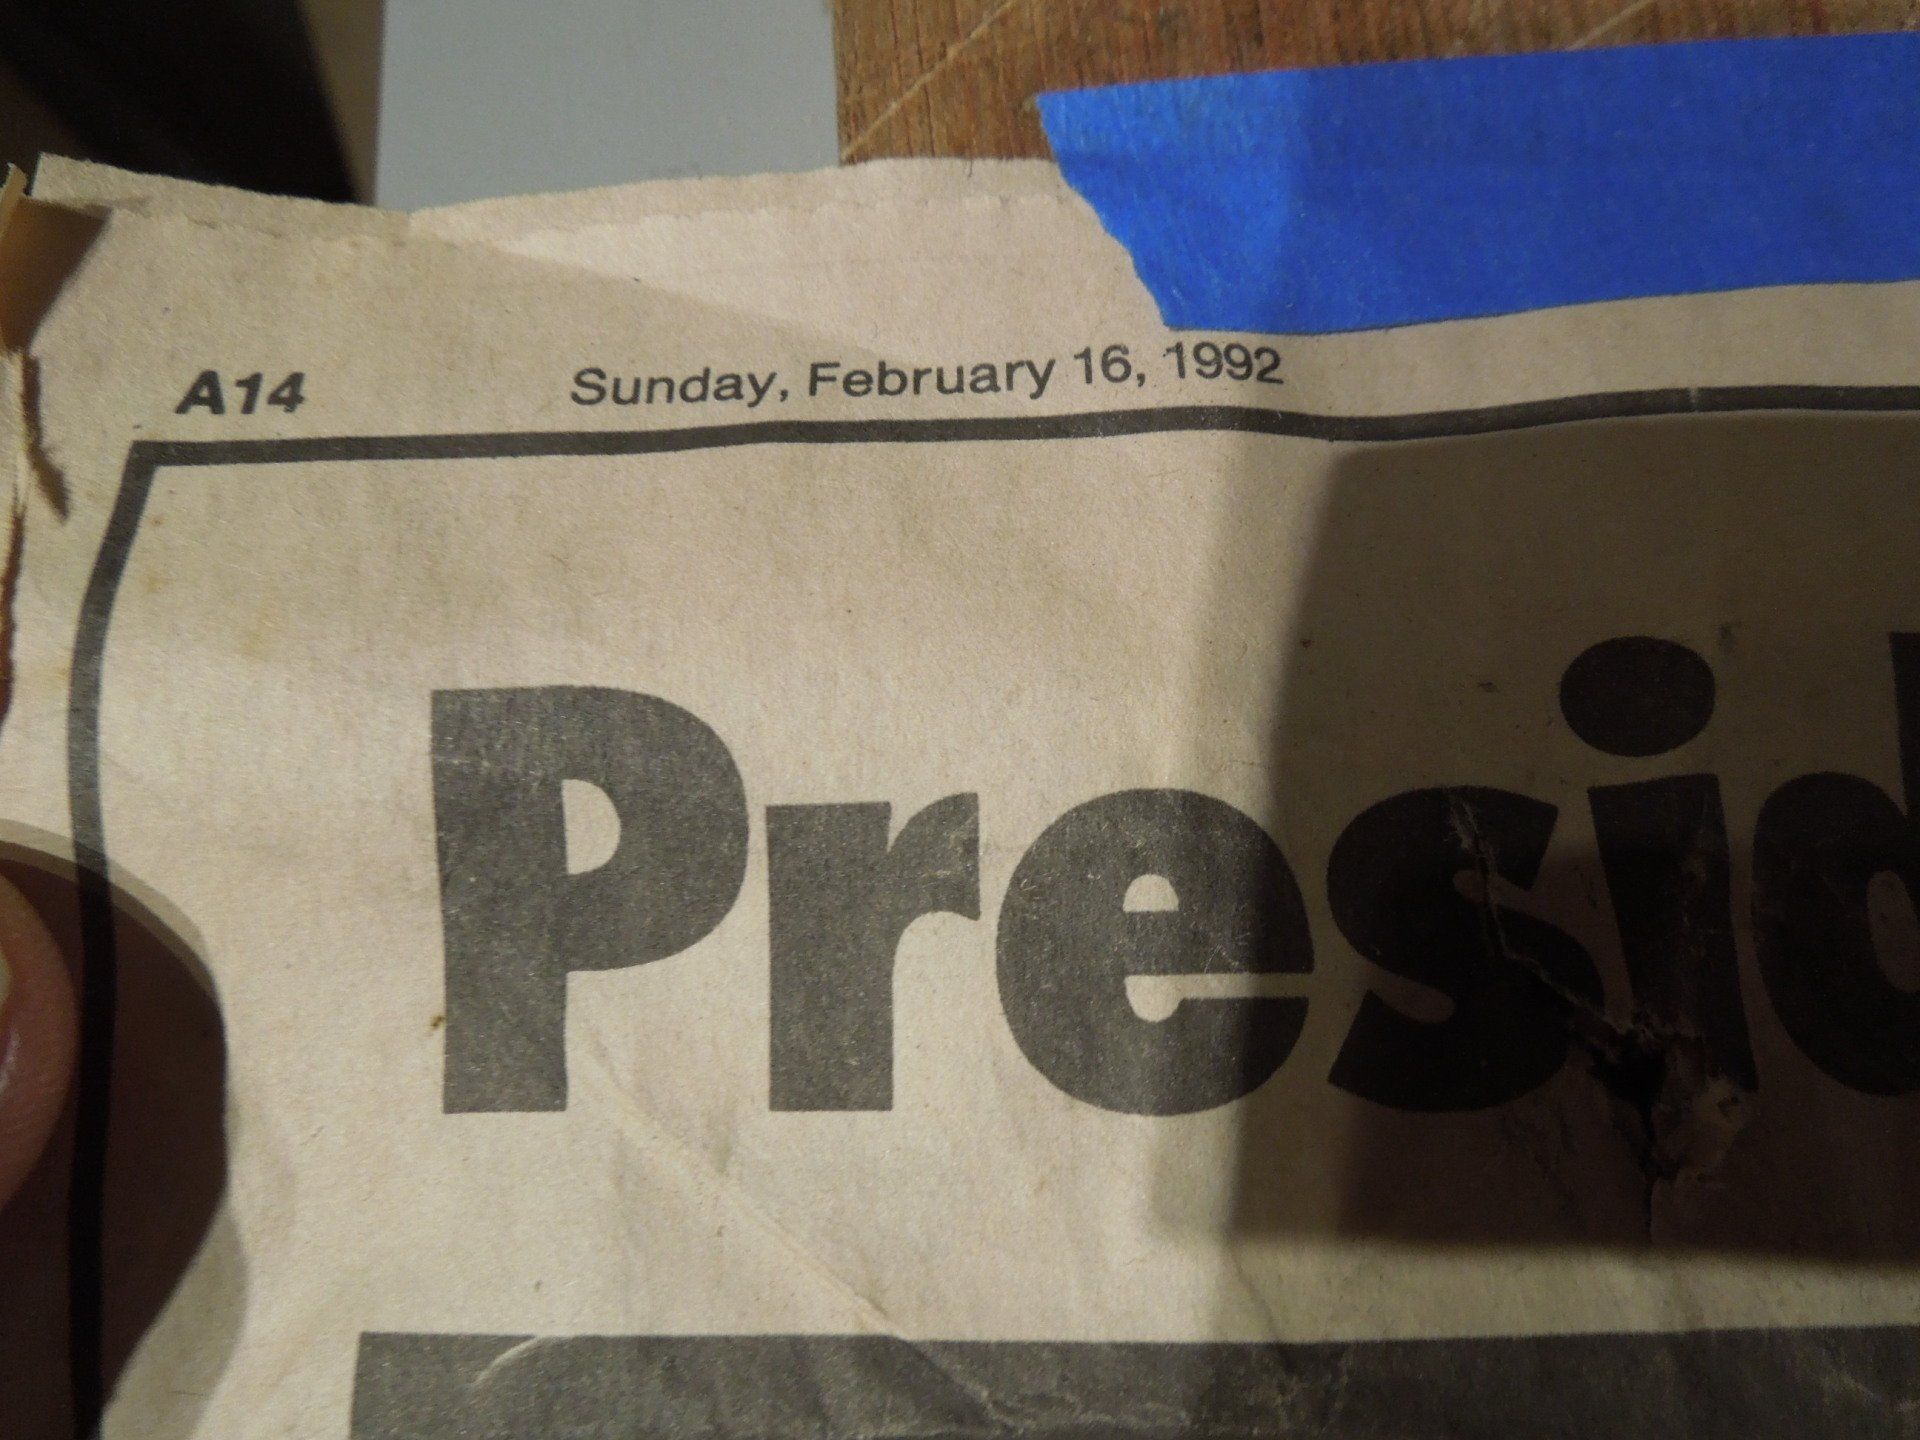 A14 Sunday, February 16, 1992
Presid